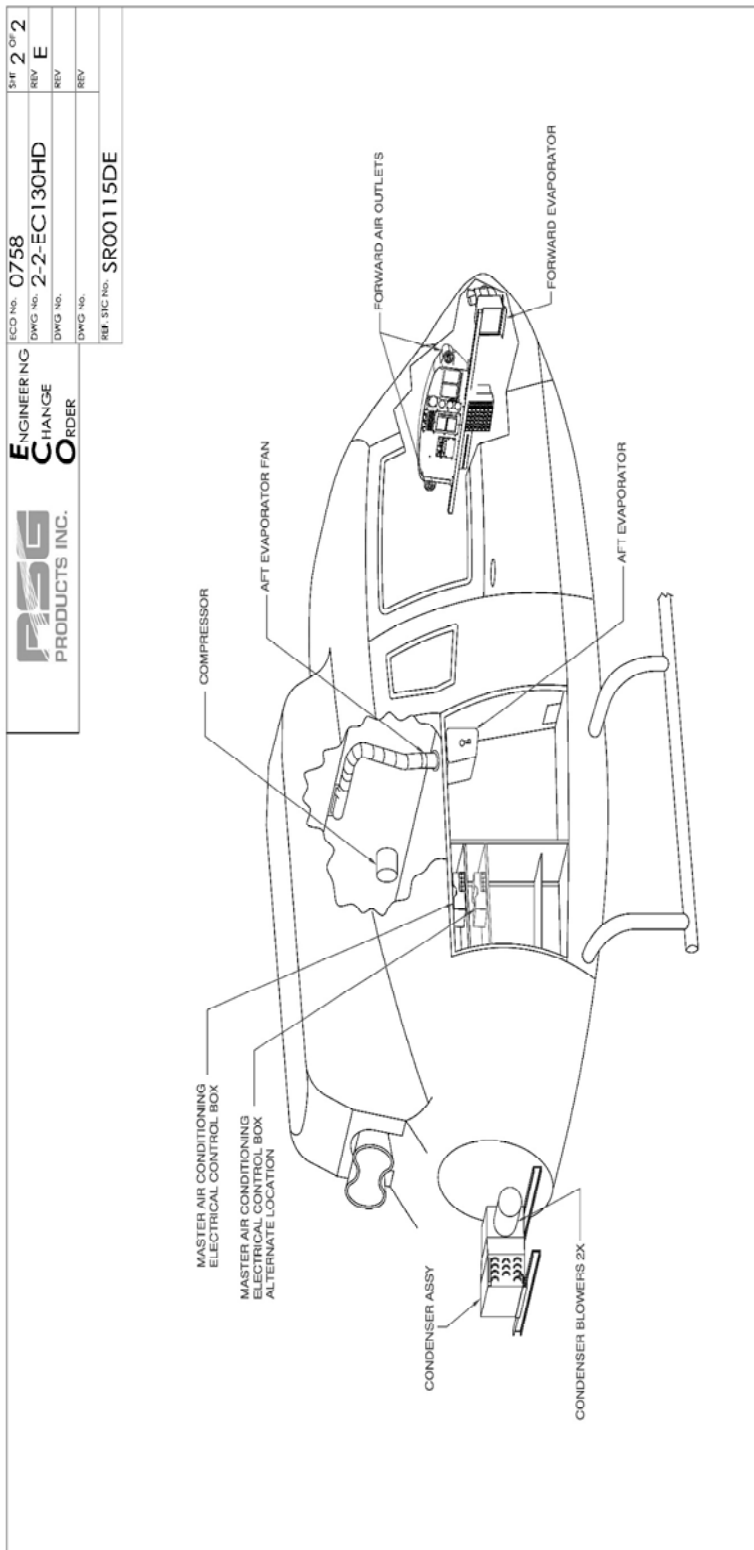 RSG
PRODUCTS INC.
ENGINEERING
CHANGE
ORDER
ECO No. 0758
SHT 2 OF 2
DWG No. 2-2-EC130HD
REV E
DWG No.
REV
DWG No.
REV
REF. STC No. SR00115DE
MASTER AIR CONDITIONING
ELECTRICAL CONTROL BOX
MASTER AIR CONDITIONING
ELECTRICAL CONTROL BOX
ALTERNATE LOCATION
COMPRESSOR
AFT EVAPORATOR FAN
FORWARD AIR OUTLETS
CONDENSER ASSY
CONDENSER BLOWERS 2X
AFT EVAPORATOR
FORWARD EVAPORATOR